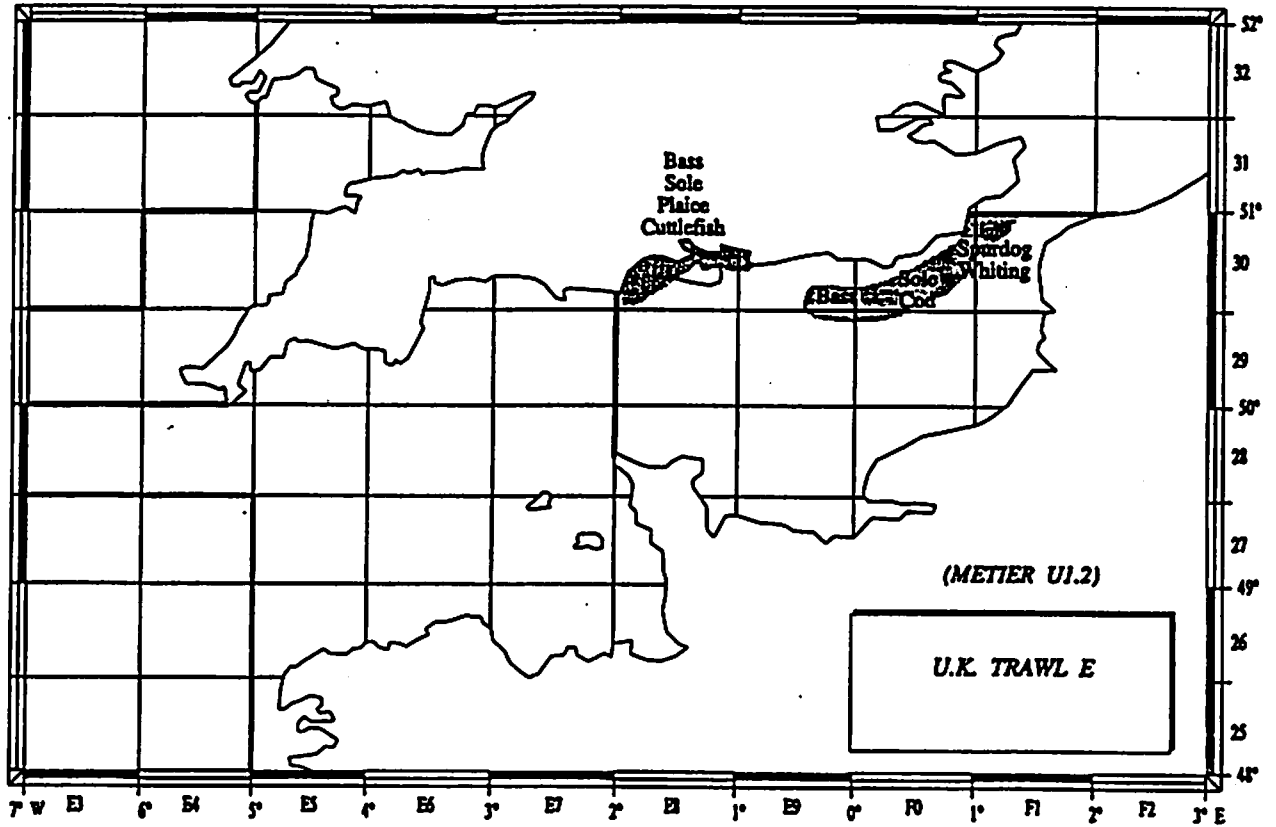 52°
32
31
Bass
Sole
Plaice
Cuttlefish
51°
Spurdog
Whiting
30
Bass
Sole
Cod
29
50°
28
27
(METIER U1.2)
49°
26
U.K. TRAWL E
25
48°
7° W E3 6° E4 5° E5 4° E6 3° E7 2° E8 1° E9 0° F0 1° F1 2° F2 3° E